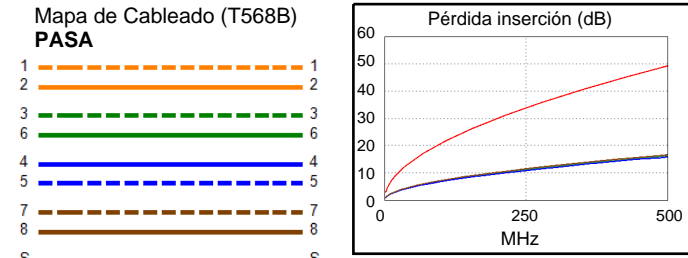 Mapa de Cableado (T568B)
PASA
1 1
2 2
3 3
6 6
4 4
5 5
7 7
8 8
S S
Pérdida inserción (dB)
60
50
40
30
20
10
0
0 250 500
MHz